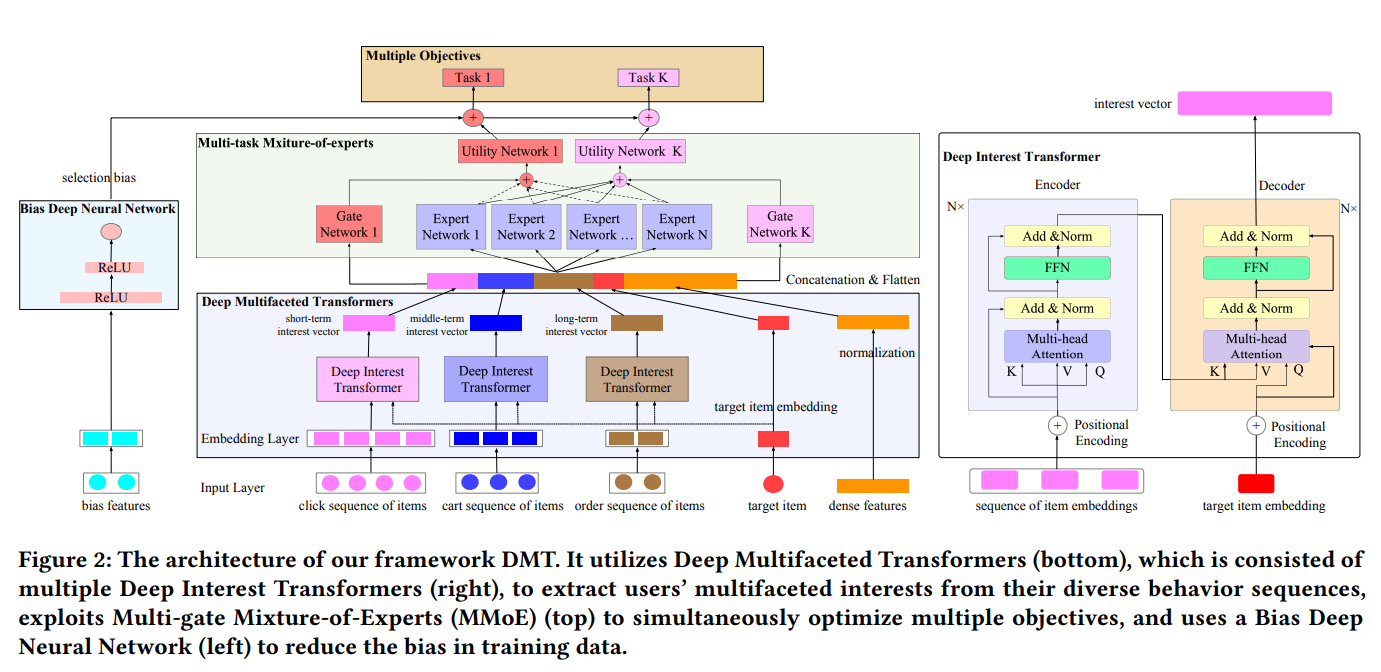 Multiple Objectives
Task 1
Task K
+
+
Multi-task Mxiture-of-experts
Utility Network 1
Utility Network K
+
+
selection bias
Bias Deep Neural Network
ReLU
ReLU
Gate
Network 1
Expert
Network 1
Expert
Network 2
Expert
Network ...
Expert
Network N
Gate
Network K
Concatenation & Flatten
Deep Multifaceted Transformers
short-term
interest vector
middle-term
interest vector
long-term
interest vector
normalization
Deep Interest
Transformer
Deep Interest
Transformer
Deep Interest
Transformer
target item embedding
Embedding Layer
Input Layer
bias features
click sequence of items
cart sequence of items
order sequence of items
target item
dense features
interest vector
Deep Interest Transformer
Encoder
N×
Add &Norm
FFN
Add & Norm
Multi-head
Attention
K
V
Q
+
Positional
Encoding
sequence of item embeddings
Decoder
N×
Add & Norm
FFN
Add & Norm
Multi-head
Attention
K
V
Q
+
Positional
Encoding
target item embedding
Figure 2: The architecture of our framework DMT. It utilizes Deep Multifaceted Transformers (bottom), which is consisted of
multiple Deep Interest Transformers (right), to extract users' multifaceted interests from their diverse behavior sequences,
exploits Multi-gate Mixture-of-Experts (MMoE) (top) to simultaneously optimize multiple objectives, and uses a Bias Deep
Neural Network (left) to reduce the bias in training data.